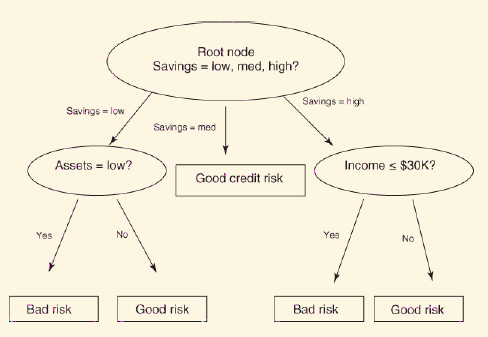 Root node
Savings = low, med, high?
Savings = low
Savings = med
Savings = high
Assets = low?
Good credit risk
Income ≤ $30K?
Yes
No
Yes
No
Bad risk
Good risk
Bad risk
Good risk